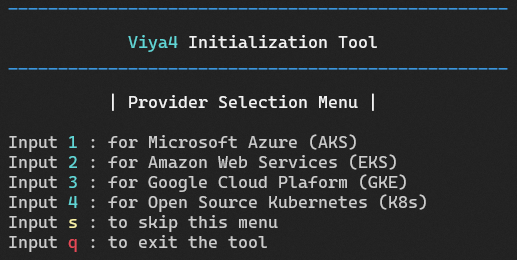 Viya4 Initialization Tool
| Provider Selection Menu |
Input 1 : for Microsoft Azure (AKS)
Input 2 : for Amazon Web Services (EKS)
Input 3 : for Google Cloud Plaform (GKE)
Input 4 : for Open Source Kubernetes (K8s)
Input s : to skip this menu
Input q : to exit the tool